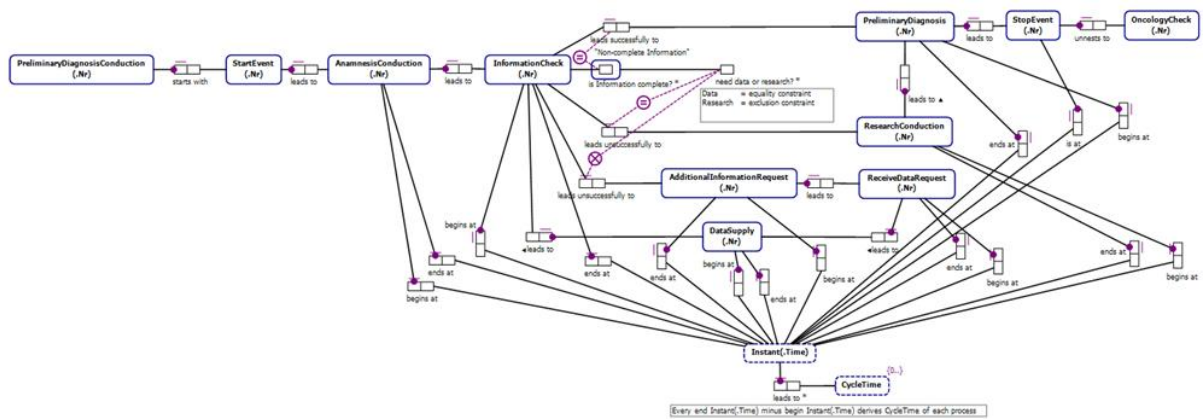 PreliminaryDiagnosisConduction
(.Nr)
starts with
StartEvent
(.Nr)
leads to
AnamnesisConduction
(.Nr)
leads to
InformationCheck
(.Nr)
leads successfully to
"Non-complete Information"
is Information complete? *
need data or research? *
Data = equality constraint
Research = exclusion constraint
PreliminaryDiagnosis
(.Nr)
leads to
StopEvent
(.Nr)
unnests to
OncologyCheck
(.Nr)
leads to ▲
leads unsuccessfully to
ResearchConduction
(.Nr)
ends at
is at
begins at
leads unsuccessfully to
AdditionalInformationRequest
(.Nr)
leads to
ReceiveDataRequest
(.Nr)
begins at
◄leads to
DataSupply
(.Nr)
◄leads to
ends at
begins at
ends at
ends at
begins at
begins at
ends at
begins at
ends at
begins at
ends at
begins at
Instant(.Time)
leads to *
CycleTime
{0..}
Every end Instant(.Time) minus begin Instant(.Time) derives CycleTime of each process